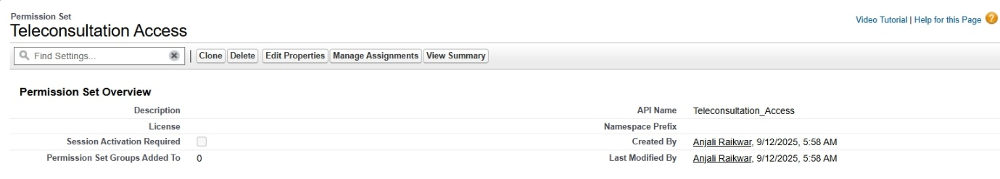 Permission Set
Teleconsultation Access
Video Tutorial | Help for this Page ?
Find Settings... Clone Delete Edit Properties Manage Assignments View Summary
Permission Set Overview
Description API Name Teleconsultation_Access
License Namespace Prefix
Session Activation Required Created By Anjali Raikwar, 9/12/2025, 5:58 AM
Permission Set Groups Added To 0 Last Modified By Anjali Raikwar, 9/12/2025, 5:58 AM